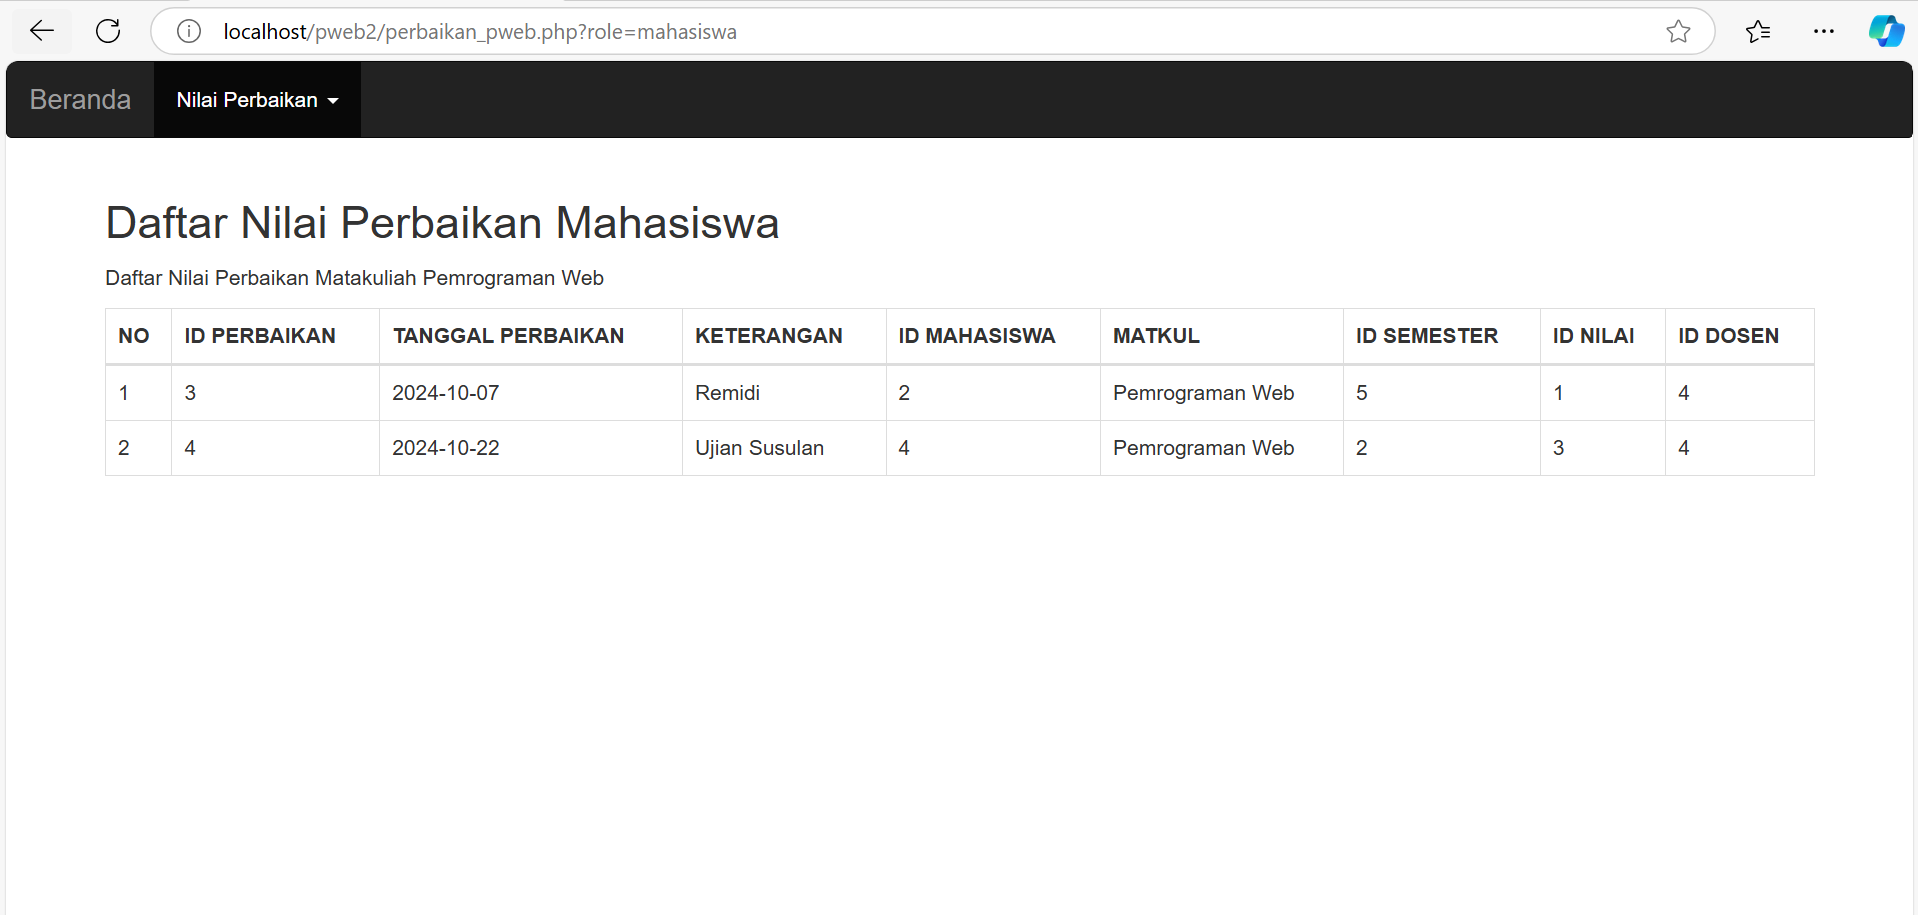 localhost/pweb2/perbaikan_pweb.php?role=mahasiswa
Beranda Nilai Perbaikan
Daftar Nilai Perbaikan Mahasiswa
Daftar Nilai Perbaikan Matakuliah Pemrograman Web
NO ID PERBAIKAN TANGGAL PERBAIKAN KETERANGAN ID MAHASISWA MATKUL ID SEMESTER ID NILAI ID DOSEN
1 3 2024-10-07 Remidi 2 Pemrograman Web 5 1 4
2 4 2024-10-22 Ujian Susulan 4 Pemrograman Web 2 3 4